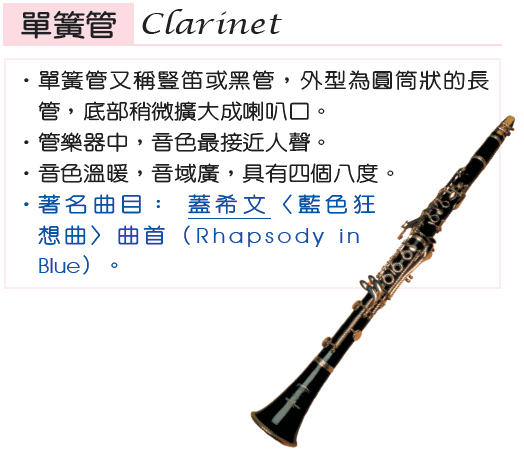 單簧管 Clarinet
·單簧管又稱豎笛或黑管，外型為圓筒狀的長
管，底部稍微擴大成喇叭口。
·管樂器中，音色最接近人聲。
·音色溫暖，音域廣，具有四個八度。
·著名曲目： 蓋希文〈藍色狂
想曲〉曲首（Rhapsody in
Blue）。